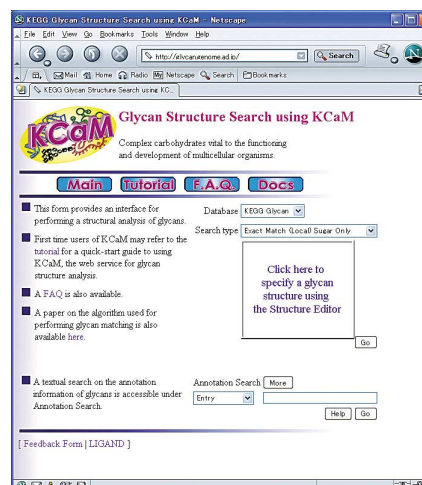 KEGG Glycan Structure Search using KCaM - Netscape
File Edit View Go Bookmarks Tools Window Help
Search
Mail Home Radio Netscape Search Bookmarks
KEGG Glycan Structure Search using KC..
KCaM
Glycan Structure Search using KCaM
Complex carbohydrates vital to the functioning
and development of multicellular organisms.
Main Tutorial F.A.Q. Docs
This form provides an interface for
performing a structural analysis of glycans.
First time users of KCaM may refer to the
tutorial for a quick-start guide to using
KCaM, the web service for glycan
structure analysis.
A FAQ is also available.
A paper on the algorithm used for
performing glycan matching is also
available here.
Database KEGG Glycan
Search type Exact Match (Local) Sugar Only
Click here to
specify a glycan
structure using
the Structure Editor
Go
A textual search on the annotation
information of glycans is accessible under
Annotation Search.
Annotation Search More
Entry
Help Go
[ Feedback Form | LIGAND ]